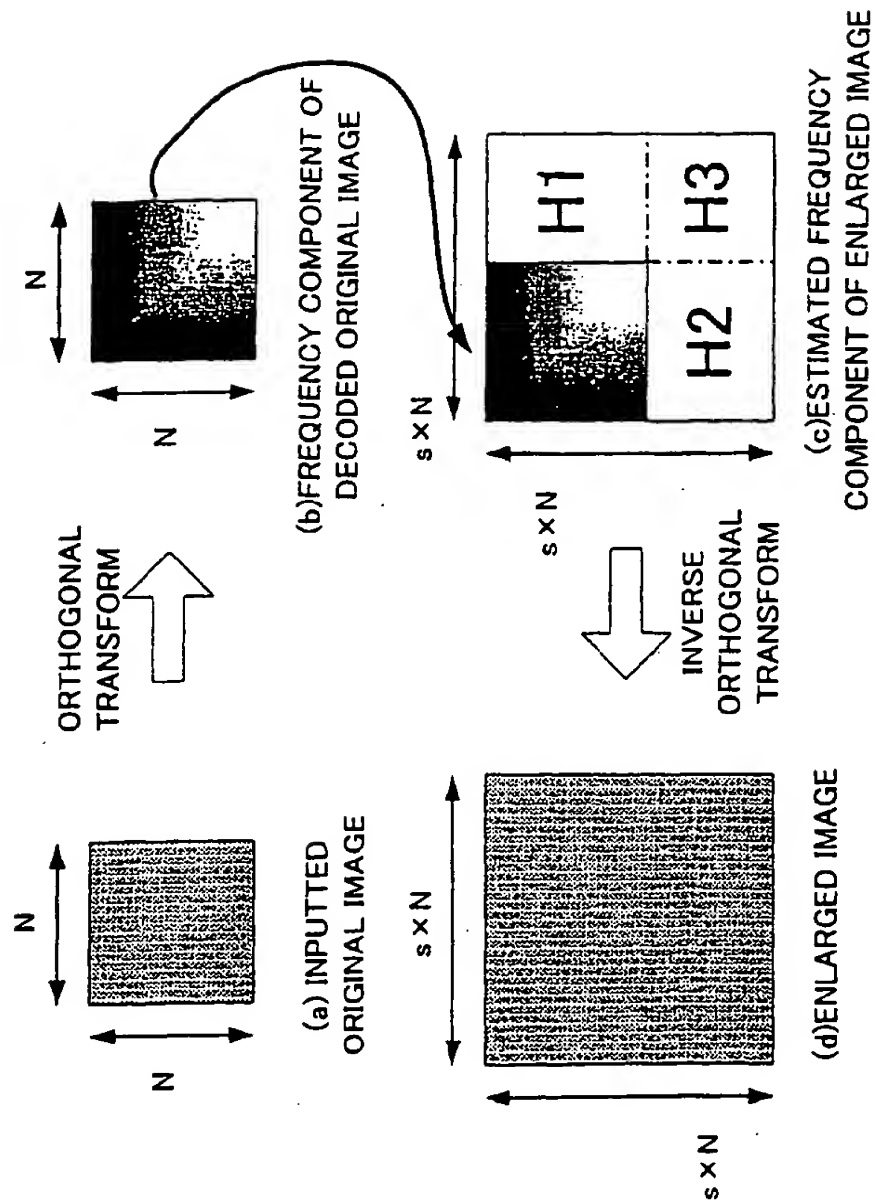 N
N
(a) INPUTTED
ORIGINAL IMAGE
ORTHOGONAL
TRANSFORM
N
N
(b)FREQUENCY COMPONENT OF
DECODED ORIGINAL IMAGE
s×N
s×N
H1
H2
H3
(c)ESTIMATED FREQUENCY
COMPONENT OF ENLARGED IMAGE
INVERSE
ORTHOGONAL
TRANSFORM
s×N
s×N
(d)ENLARGED IMAGE